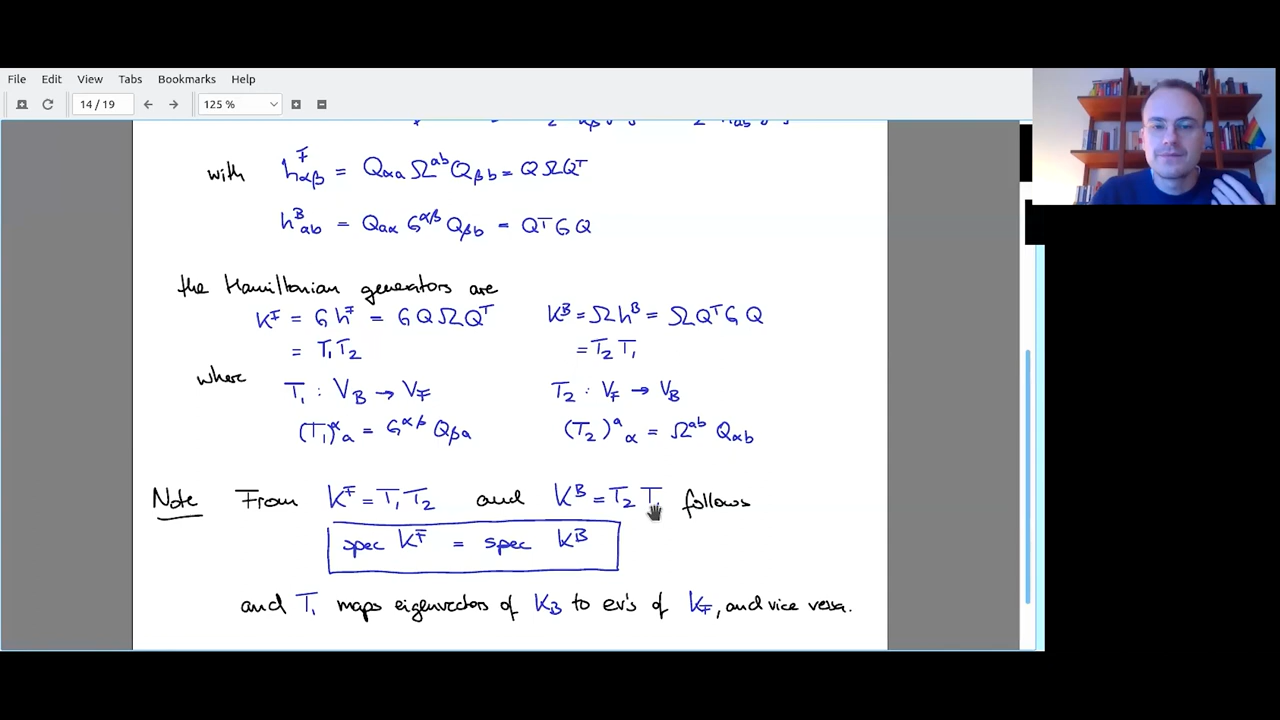 File Edit View Tabs Bookmarks Help
14 / 19 125 %
with h^F_{αβ} = Q_{αa} Ω^{ab} Q_{βb} = Q Ω Q^T
h^B_{ab} = Q_{aα} G^{αβ} Q_{βb} = Q^T G Q
the Hamiltonian generators are
K^F = G h^F = G Q Ω Q^T K^B = Ω h^B = Ω Q^T G Q
= T_1 T_2 = T_2 T_1
where
T_1 : V_B → V_F T_2 : V_F → V_B
(T_1)^α_a = G^{αβ} Q_{βa} (T_2)^a_α = Ω^{ab} Q_{αb}
Note From K^F = T_1 T_2 and K^B = T_2 T_1 follows
spec K^F = spec K^B
and T_1 maps eigenvectors of K_B to ev's of K_F, and vice versa.